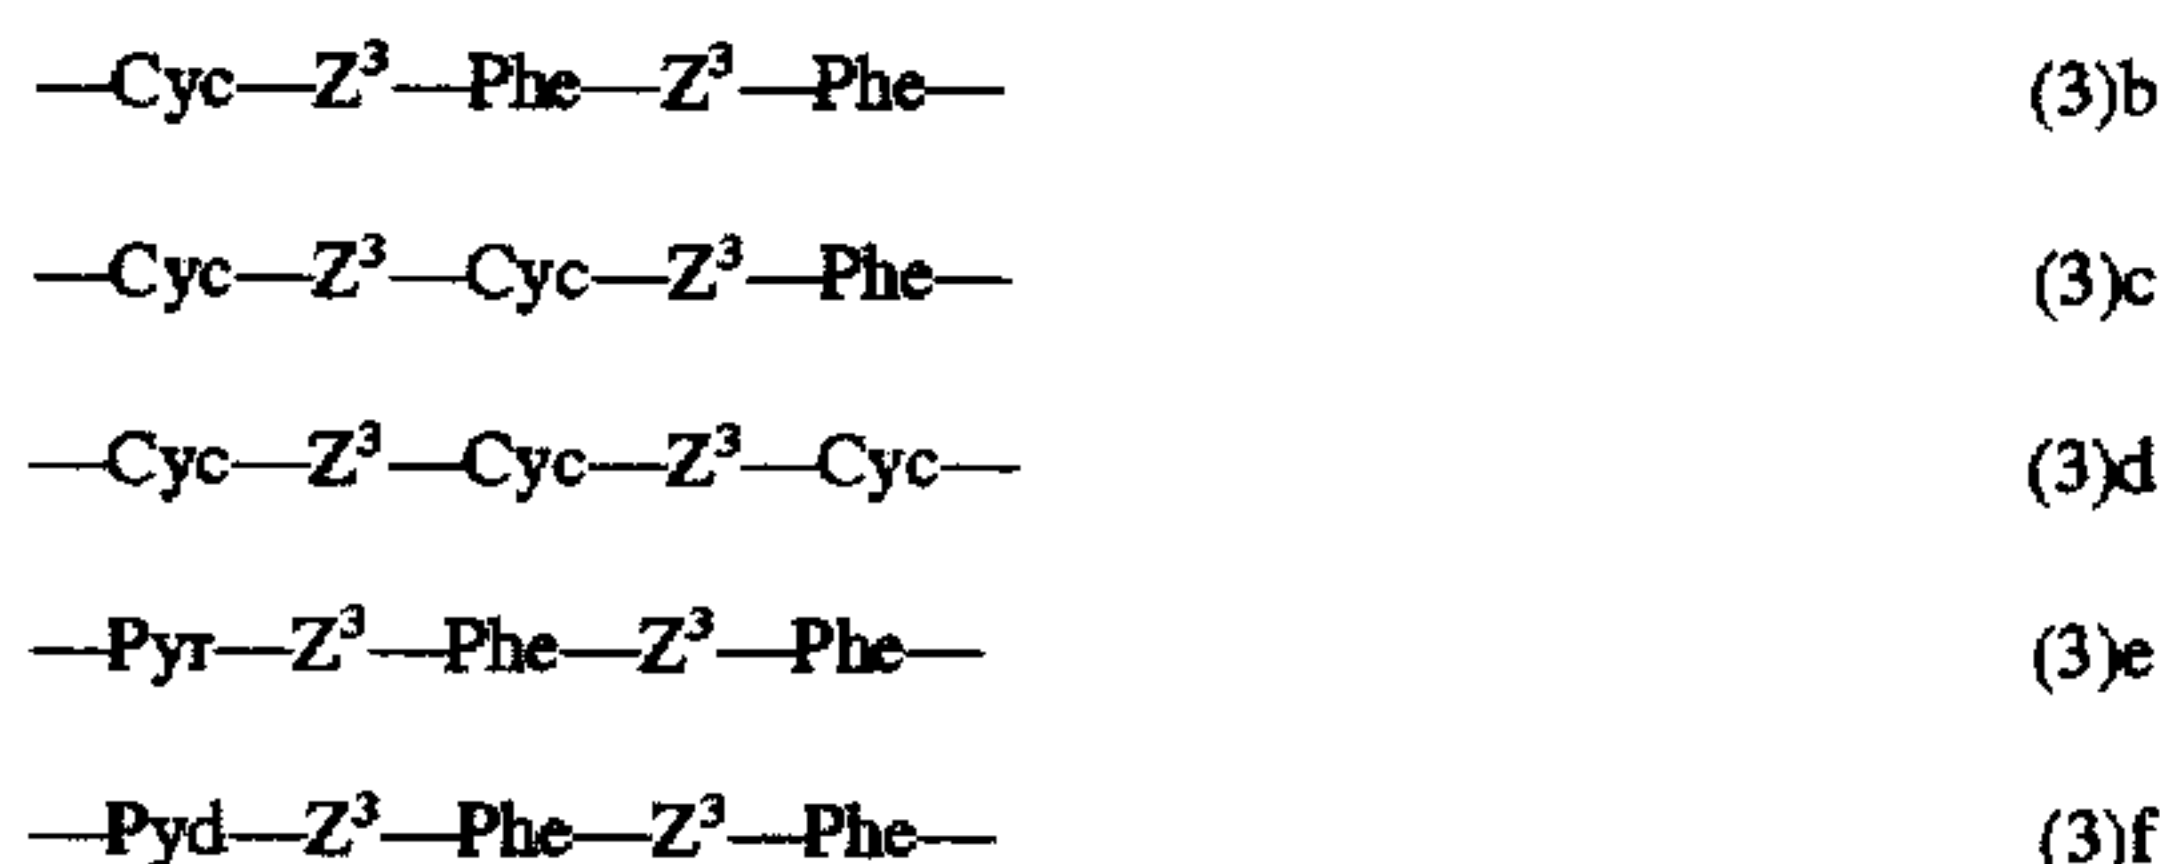 —Cyc—Z³—Phe—Z³—Phe— (3)b
—Cyc—Z³—Cyc—Z³—Phe— (3)c
—Cyc—Z³—Cyc—Z³—Cyc— (3)d
—Pyr—Z³—Phe—Z³—Phe— (3)e
—Pyd—Z³—Phe—Z³—Phe— (3)f